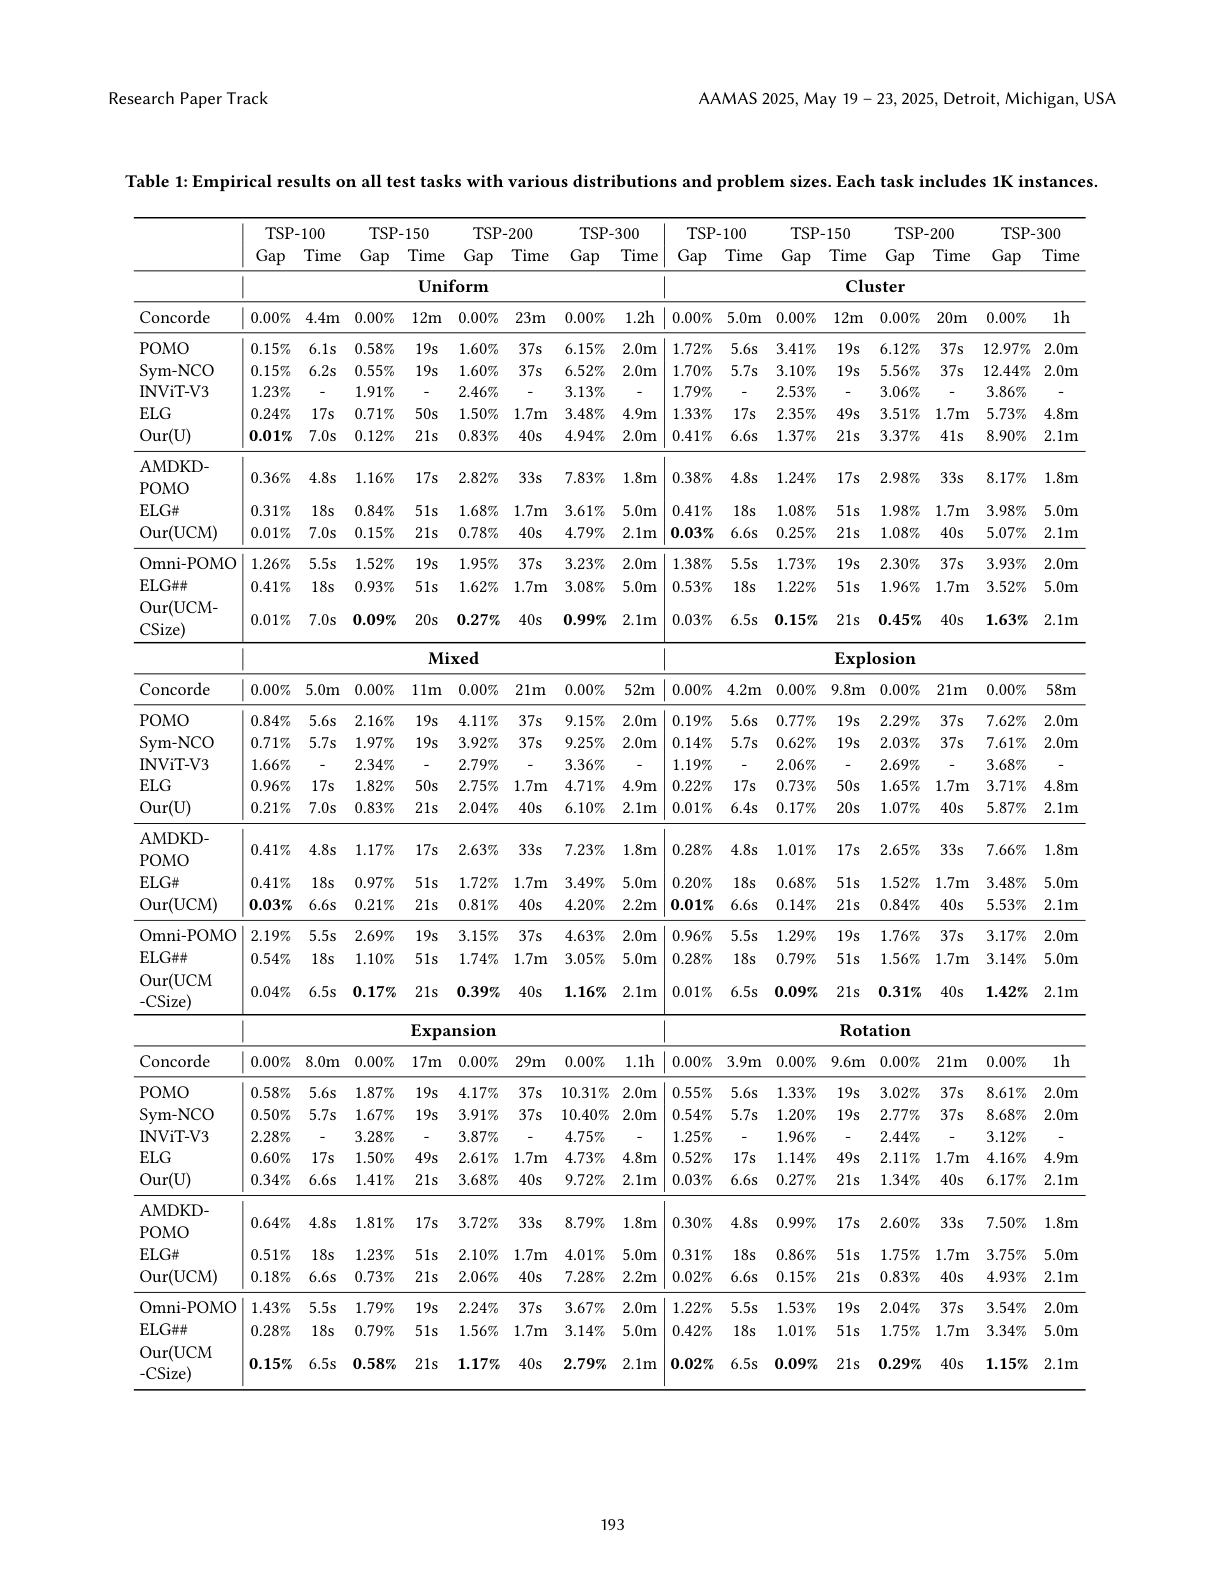 Research Paper Track AAMAS 2025, May 19 – 23, 2025, Detroit, Michigan, USA
Table 1: Empirical results on all test tasks with various distributions and problem sizes. Each task includes 1K instances.
TSP-100 TSP-150 TSP-200 TSP-300 TSP-100 TSP-150 TSP-200 TSP-300
Gap Time Gap Time Gap Time Gap Time Gap Time Gap Time Gap Time Gap Time
Uniform Cluster
Concorde 0.00% 4.4m 0.00% 12m 0.00% 23m 0.00% 1.2h 0.00% 5.0m 0.00% 12m 0.00% 20m 0.00% 1h
POMO 0.15% 6.1s 0.58% 19s 1.60% 37s 6.15% 2.0m 1.72% 5.6s 3.41% 19s 6.12% 37s 12.97% 2.0m
Sym-NCO 0.15% 6.2s 0.55% 19s 1.60% 37s 6.52% 2.0m 1.70% 5.7s 3.10% 19s 5.56% 37s 12.44% 2.0m
INViT-V3 1.23% - 1.91% - 2.46% - 3.13% - 1.79% - 2.53% - 3.06% - 3.86% -
ELG 0.24% 17s 0.71% 50s 1.50% 1.7m 3.48% 4.9m 1.33% 17s 2.35% 49s 3.51% 1.7m 5.73% 4.8m
Our(U) 0.01% 7.0s 0.12% 21s 0.83% 40s 4.94% 2.0m 0.41% 6.6s 1.37% 21s 3.37% 41s 8.90% 2.1m
AMDKD-
POMO 0.36% 4.8s 1.16% 17s 2.82% 33s 7.83% 1.8m 0.38% 4.8s 1.24% 17s 2.98% 33s 8.17% 1.8m
ELG# 0.31% 18s 0.84% 51s 1.68% 1.7m 3.61% 5.0m 0.41% 18s 1.08% 51s 1.98% 1.7m 3.98% 5.0m
Our(UCM) 0.01% 7.0s 0.15% 21s 0.78% 40s 4.79% 2.1m 0.03% 6.6s 0.25% 21s 1.08% 40s 5.07% 2.1m
Omni-POMO 1.26% 5.5s 1.52% 19s 1.95% 37s 3.23% 2.0m 1.38% 5.5s 1.73% 19s 2.30% 37s 3.93% 2.0m
ELG## 0.41% 18s 0.93% 51s 1.62% 1.7m 3.08% 5.0m 0.53% 18s 1.22% 51s 1.96% 1.7m 3.52% 5.0m
Our(UCM-
CSize) 0.01% 7.0s 0.09% 20s 0.27% 40s 0.99% 2.1m 0.03% 6.5s 0.15% 21s 0.45% 40s 1.63% 2.1m
Mixed Explosion
Concorde 0.00% 5.0m 0.00% 11m 0.00% 21m 0.00% 52m 0.00% 4.2m 0.00% 9.8m 0.00% 21m 0.00% 58m
POMO 0.84% 5.6s 2.16% 19s 4.11% 37s 9.15% 2.0m 0.19% 5.6s 0.77% 19s 2.29% 37s 7.62% 2.0m
Sym-NCO 0.71% 5.7s 1.97% 19s 3.92% 37s 9.25% 2.0m 0.14% 5.7s 0.62% 19s 2.03% 37s 7.61% 2.0m
INViT-V3 1.66% - 2.34% - 2.79% - 3.36% - 1.19% - 2.06% - 2.69% - 3.68% -
ELG 0.96% 17s 1.82% 50s 2.75% 1.7m 4.71% 4.9m 0.22% 17s 0.73% 50s 1.65% 1.7m 3.71% 4.8m
Our(U) 0.21% 7.0s 0.83% 21s 2.04% 40s 6.10% 2.1m 0.01% 6.4s 0.17% 20s 1.07% 40s 5.87% 2.1m
AMDKD-
POMO 0.41% 4.8s 1.17% 17s 2.63% 33s 7.23% 1.8m 0.28% 4.8s 1.01% 17s 2.65% 33s 7.66% 1.8m
ELG# 0.41% 18s 0.97% 51s 1.72% 1.7m 3.49% 5.0m 0.20% 18s 0.68% 51s 1.52% 1.7m 3.48% 5.0m
Our(UCM) 0.03% 6.6s 0.21% 21s 0.81% 40s 4.20% 2.2m 0.01% 6.6s 0.14% 21s 0.84% 40s 5.53% 2.1m
Omni-POMO 2.19% 5.5s 2.69% 19s 3.15% 37s 4.63% 2.0m 0.96% 5.5s 1.29% 19s 1.76% 37s 3.17% 2.0m
ELG## 0.54% 18s 1.10% 51s 1.74% 1.7m 3.05% 5.0m 0.28% 18s 0.79% 51s 1.56% 1.7m 3.14% 5.0m
Our(UCM
-CSize) 0.04% 6.5s 0.17% 21s 0.39% 40s 1.16% 2.1m 0.01% 6.5s 0.09% 21s 0.31% 40s 1.42% 2.1m
Expansion Rotation
Concorde 0.00% 8.0m 0.00% 17m 0.00% 29m 0.00% 1.1h 0.00% 3.9m 0.00% 9.6m 0.00% 21m 0.00% 1h
POMO 0.58% 5.6s 1.87% 19s 4.17% 37s 10.31% 2.0m 0.55% 5.6s 1.33% 19s 3.02% 37s 8.61% 2.0m
Sym-NCO 0.50% 5.7s 1.67% 19s 3.91% 37s 10.40% 2.0m 0.54% 5.7s 1.20% 19s 2.77% 37s 8.68% 2.0m
INViT-V3 2.28% - 3.28% - 3.87% - 4.75% - 1.25% - 1.96% - 2.44% - 3.12% -
ELG 0.60% 17s 1.50% 49s 2.61% 1.7m 4.73% 4.8m 0.52% 17s 1.14% 49s 2.11% 1.7m 4.16% 4.9m
Our(U) 0.34% 6.6s 1.41% 21s 3.68% 40s 9.72% 2.1m 0.03% 6.6s 0.27% 21s 1.34% 40s 6.17% 2.1m
AMDKD-
POMO 0.64% 4.8s 1.81% 17s 3.72% 33s 8.79% 1.8m 0.30% 4.8s 0.99% 17s 2.60% 33s 7.50% 1.8m
ELG# 0.51% 18s 1.23% 51s 2.10% 1.7m 4.01% 5.0m 0.31% 18s 0.86% 51s 1.75% 1.7m 3.75% 5.0m
Our(UCM) 0.18% 6.6s 0.73% 21s 2.06% 40s 7.28% 2.2m 0.02% 6.6s 0.15% 21s 0.83% 40s 4.93% 2.1m
Omni-POMO 1.43% 5.5s 1.79% 19s 2.24% 37s 3.67% 2.0m 1.22% 5.5s 1.53% 19s 2.04% 37s 3.54% 2.0m
ELG## 0.28% 18s 0.79% 51s 1.56% 1.7m 3.14% 5.0m 0.42% 18s 1.01% 51s 1.75% 1.7m 3.34% 5.0m
Our(UCM
-CSize) 0.15% 6.5s 0.58% 21s 1.17% 40s 2.79% 2.1m 0.02% 6.5s 0.09% 21s 0.29% 40s 1.15% 2.1m
193